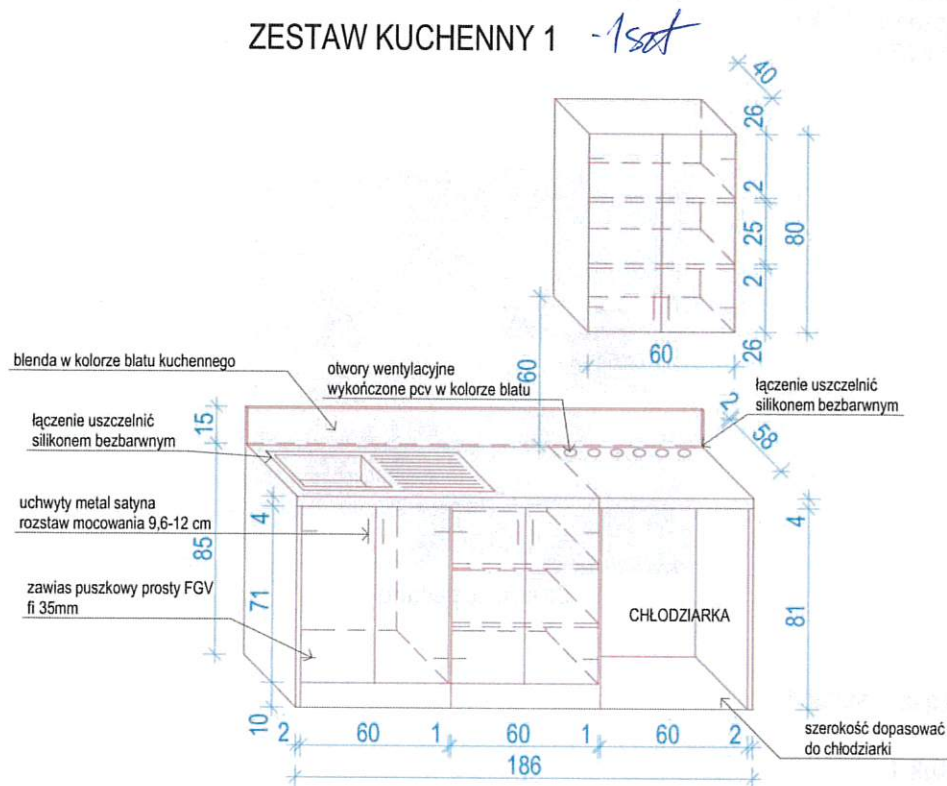 ZESTAW KUCHENNY 1 -1szt
40
26
2
25
80
2
60
26
60
blenda w kolorze blatu kuchennego
otwory wentylacyjne
wykończone pcv w kolorze blatu
łączenie uszczelnić
silikonem bezbarwnym
2
58
15
łączenie uszczelnić
silikonem bezbarwnym
uchwyty metal satyna
rozstaw mocowania 9,6-12 cm
4
4
85
zawias puszkowy prosty FGV
fi 35mm
71
CHŁODZIARKA
81
10
2 60 1 60 1 60 2
186
szerokość dopasować
do chłodziarki